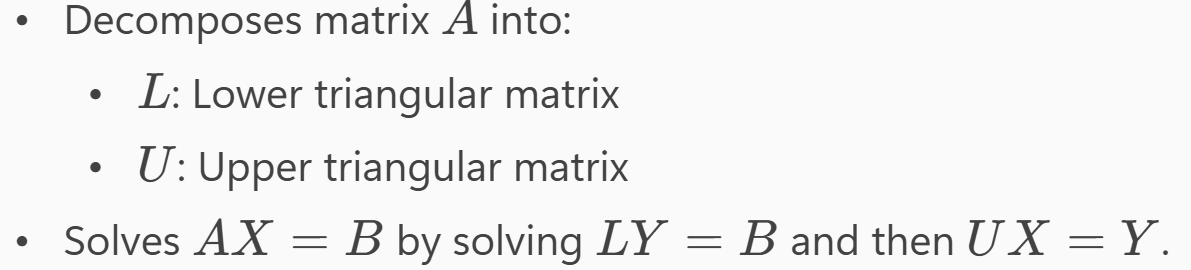 • Decomposes matrix A into:
• L: Lower triangular matrix
• U: Upper triangular matrix
• Solves AX = B by solving LY = B and then UX = Y.